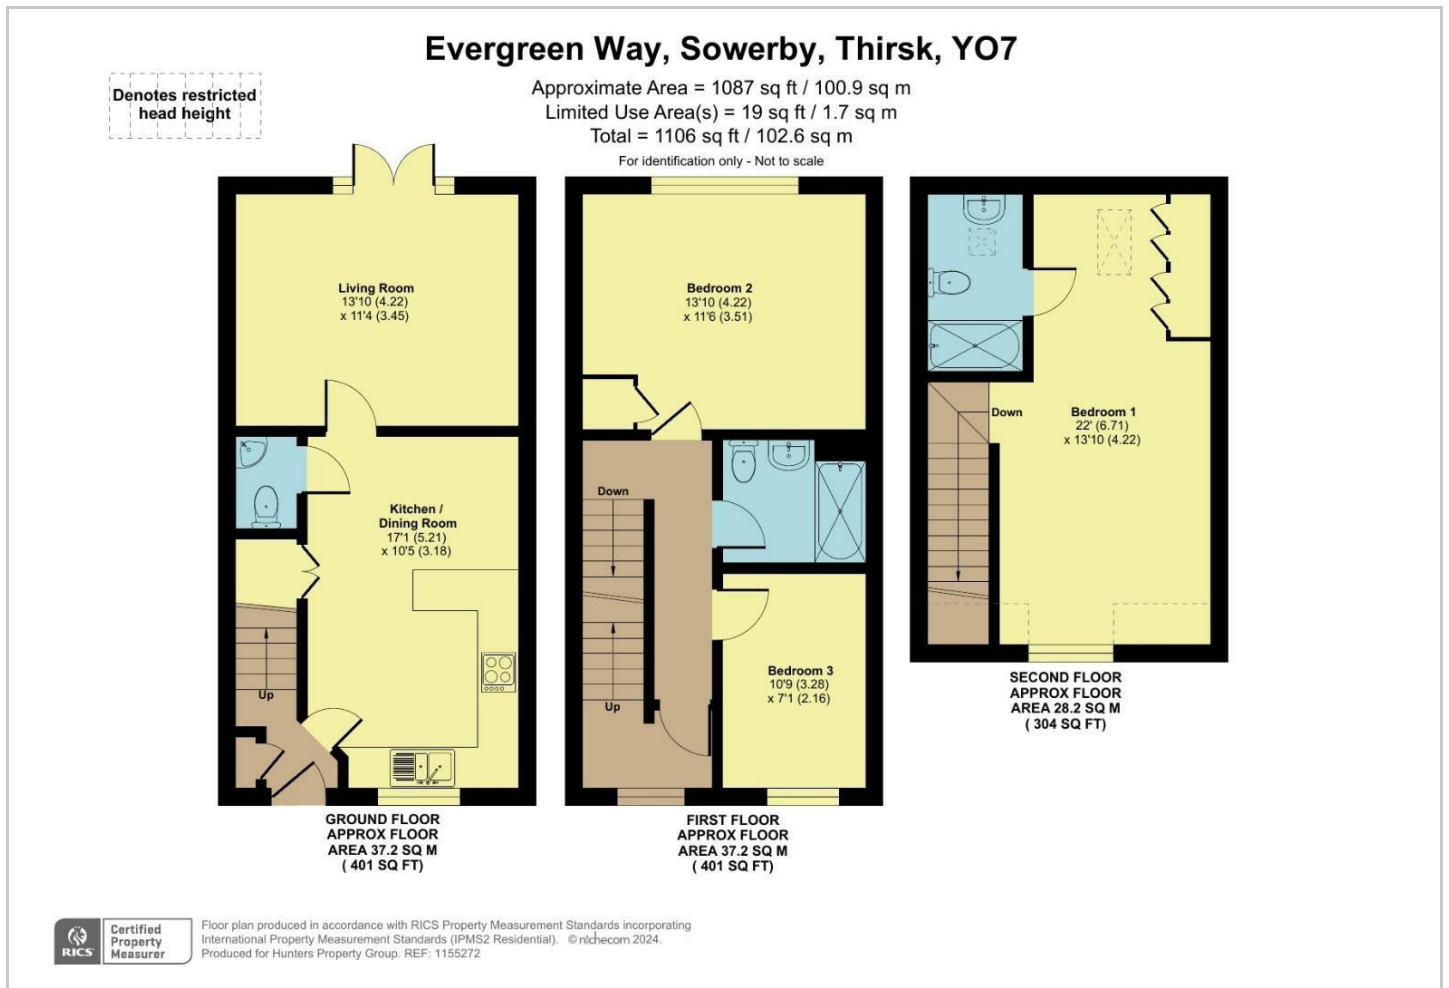 Evergreen Way, Sowerby, Thirsk, YO7
Approximate Area = 1087 sq ft / 100.9 sq m
Limited Use Area(s) = 19 sq ft / 1.7 sq m
Total = 1106 sq ft / 102.6 sq m
For identification only - Not to scale
Denotes restricted
head height
Living Room
13'10 (4.22)
x 11'4 (3.45)
Kitchen /
Dining Room
17'1 (5.21)
x 10'5 (3.18)
Up
GROUND FLOOR
APPROX FLOOR
AREA 37.2 SQ M
( 401 SQ FT)
Bedroom 2
13'10 (4.22)
x 11'6 (3.51)
Down
Up
Bedroom 3
10'9 (3.28)
x 7'1 (2.16)
FIRST FLOOR
APPROX FLOOR
AREA 37.2 SQ M
( 401 SQ FT)
Down
Bedroom 1
22' (6.71)
x 13'10 (4.22)
SECOND FLOOR
APPROX FLOOR
AREA 28.2 SQ M
( 304 SQ FT)
RICS
Certified
Property
Measurer
Floor plan produced in accordance with RICS Property Measurement Standards incorporating
International Property Measurement Standards (IPMS2 Residential). © nichecom 2024.
Produced for Hunters Property Group. REF: 1155272